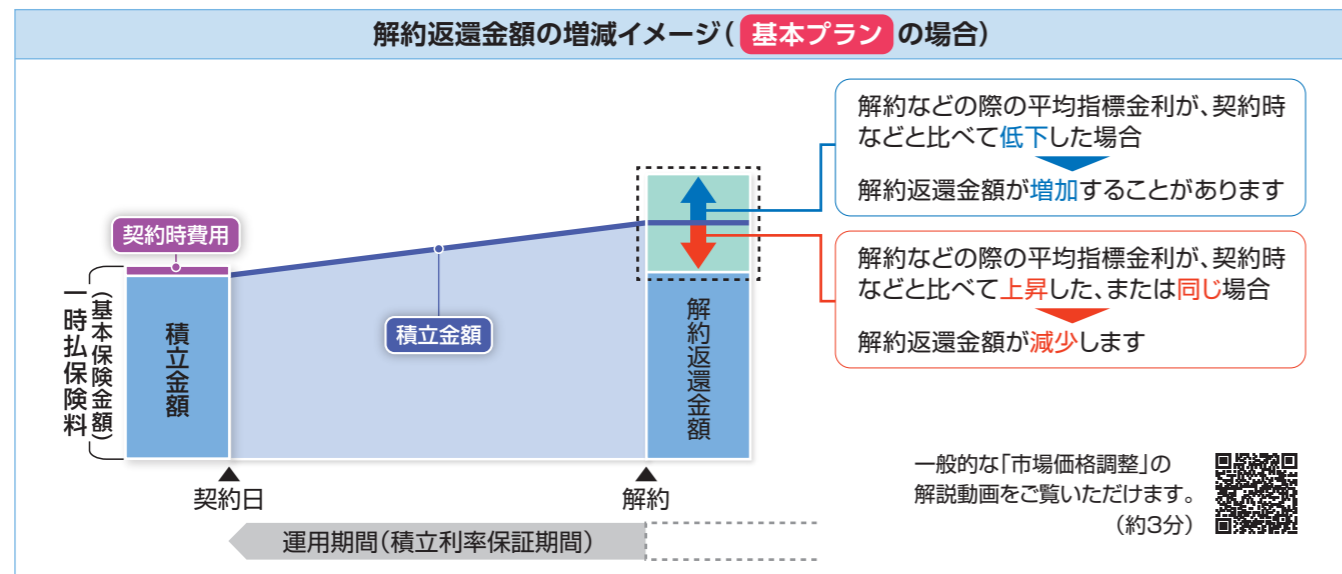 解約返還金額の増減イメージ(基本プランの場合)
解約などの際の平均指標金利が、契約時
などと比べて低下した場合
解約返還金額が増加することがあります
契約時費用
解約などの際の平均指標金利が、契約時
などと比べて上昇した、または同じ場合
解約返還金額が減少します
一時払保険料
(基本保険金額)
積立金額
積立金額
解約返還金額
契約日
解約
運用期間(積立利率保証期間)
一般的な「市場価格調整」の
解説動画をご覧いただけます。
(約3分)